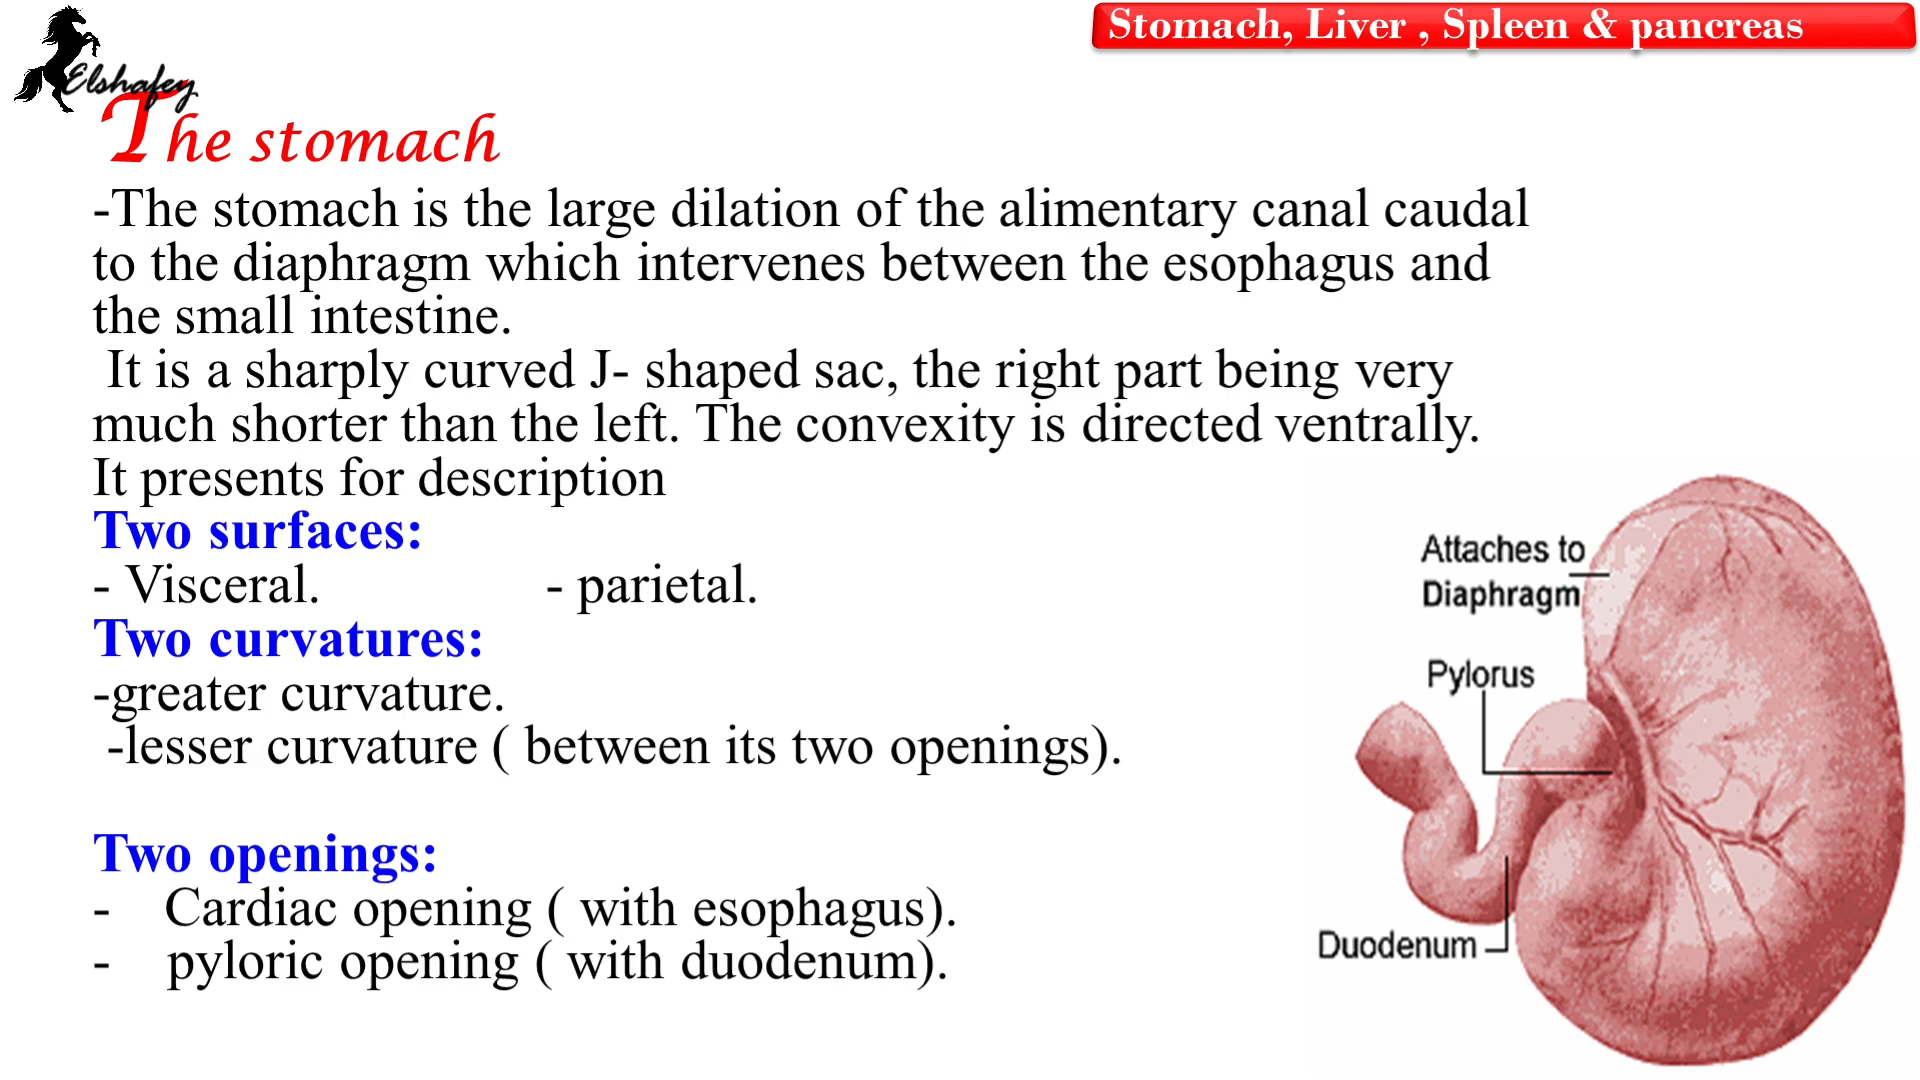 Stomach, Liver , Spleen & pancreas
Elshafey
The stomach
-The stomach is the large dilation of the alimentary canal caudal
to the diaphragm which intervenes between the esophagus and
the small intestine.
It is a sharply curved J- shaped sac, the right part being very
much shorter than the left. The convexity is directed ventrally.
It presents for description
Two surfaces:
- Visceral. - parietal.
Two curvatures:
-greater curvature.
-lesser curvature ( between its two openings).
Two openings:
- Cardiac opening ( with esophagus).
- pyloric opening ( with duodenum).
Attaches to
Diaphragm
Pylorus
Duodenum